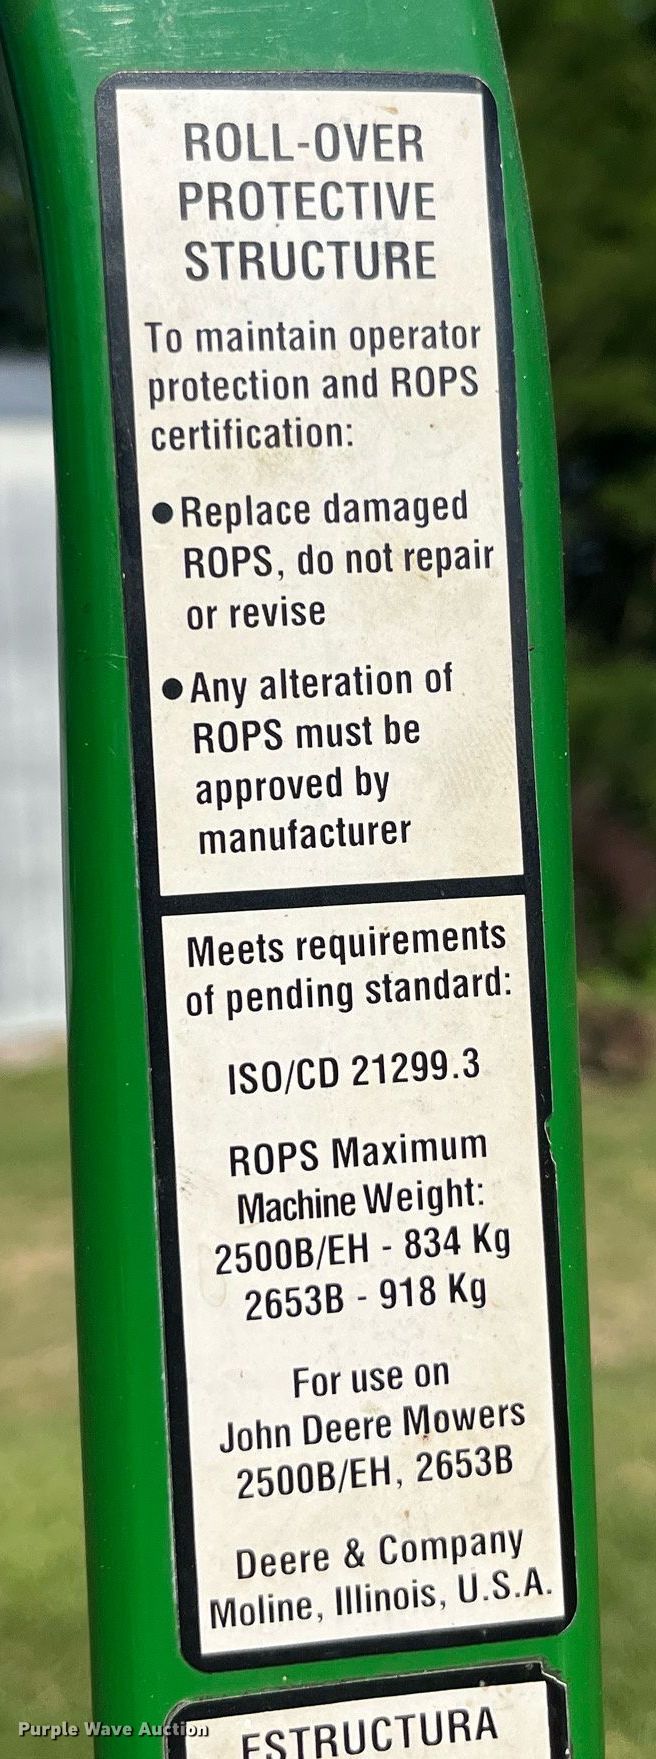 ROLL-OVER
PROTECTIVE
STRUCTURE
To maintain operator
protection and ROPS
certification:
● Replace damaged
ROPS, do not repair
or revise
● Any alteration of
ROPS must be
approved by
manufacturer
Meets requirements
of pending standard:
ISO/CD 21299.3
ROPS Maximum
Machine Weight:
2500B/EH - 834 Kg
2653B - 918 Kg
For use on
John Deere Mowers
2500B/EH, 2653B
Deere & Company
Moline, Illinois, U.S.A.
ESTRUCTURA
Purple Wave Auction